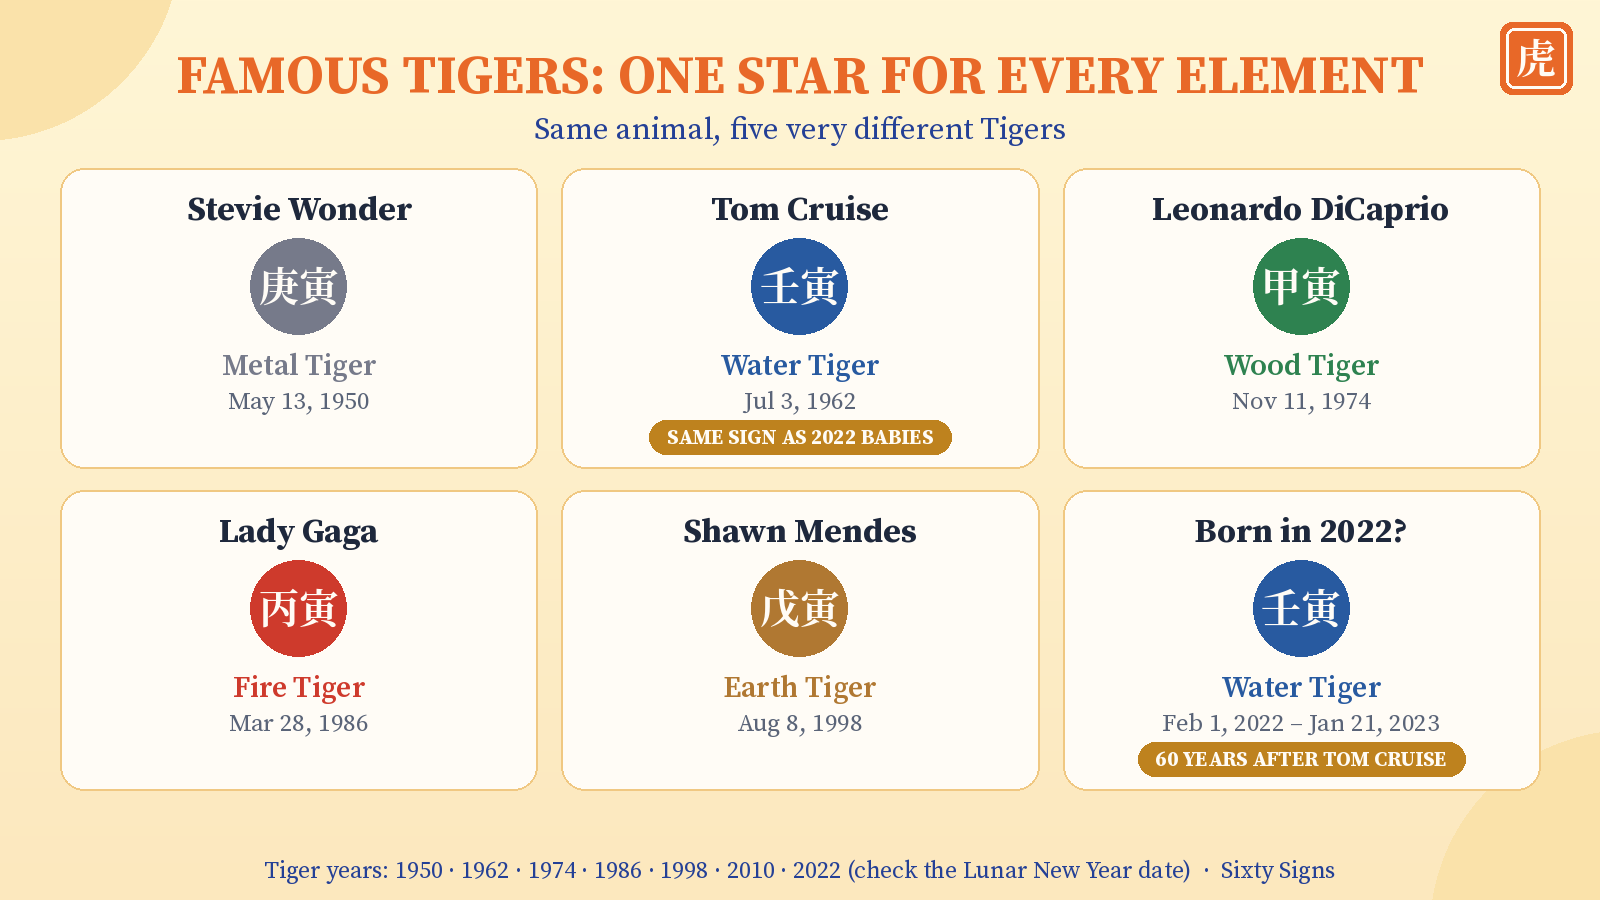 虎
FAMOUS TIGERS: ONE STAR FOR EVERY ELEMENT
Same animal, five very different Tigers
Stevie Wonder
庚寅
Metal Tiger
May 13, 1950
Tom Cruise
壬寅
Water Tiger
Jul 3, 1962
SAME SIGN AS 2022 BABIES
Leonardo DiCaprio
甲寅
Wood Tiger
Nov 11, 1974
Lady Gaga
丙寅
Fire Tiger
Mar 28, 1986
Shawn Mendes
戊寅
Earth Tiger
Aug 8, 1998
Born in 2022?
壬寅
Water Tiger
Feb 1, 2022 – Jan 21, 2023
60 YEARS AFTER TOM CRUISE
Tiger years: 1950 · 1962 · 1974 · 1986 · 1998 · 2010 · 2022 (check the Lunar New Year date) · Sixty Signs